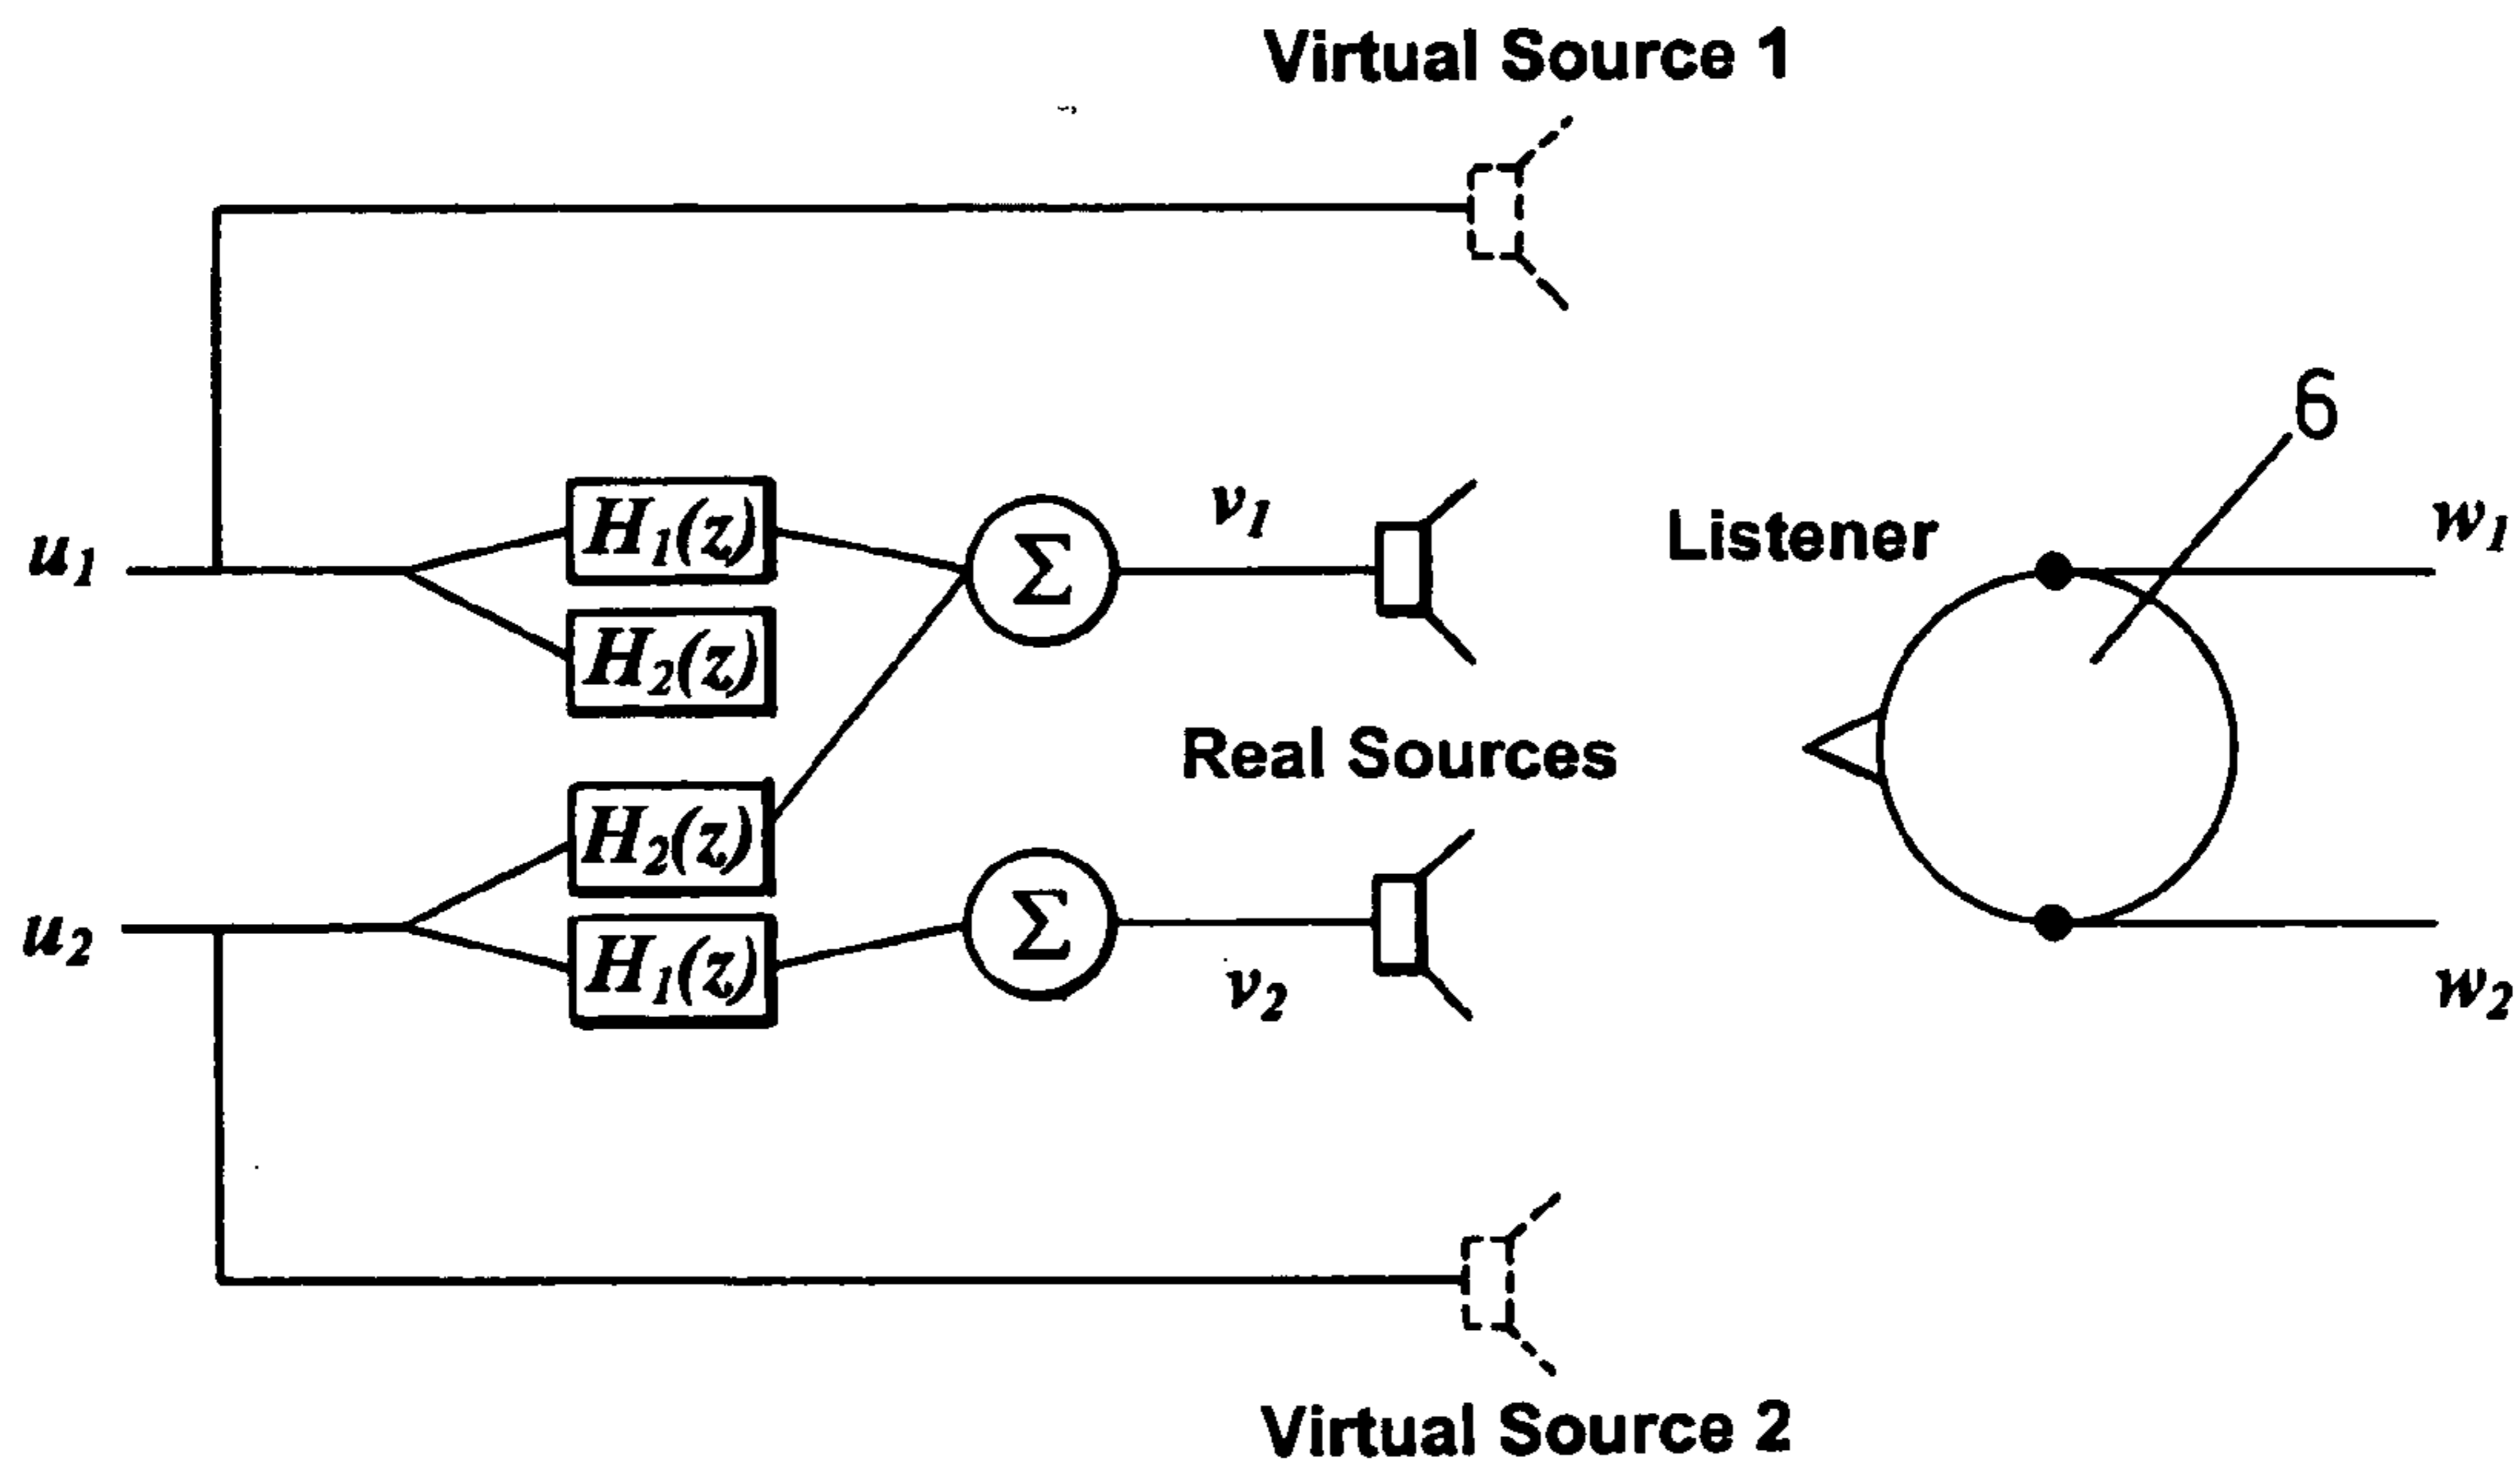 Virtual Source 1
6
u1
H1(z)
Σ
v1
Listener
w1
H2(z)
Real Sources
H2(z)
u2
H1(z)
Σ
v2
w2
Virtual Source 2